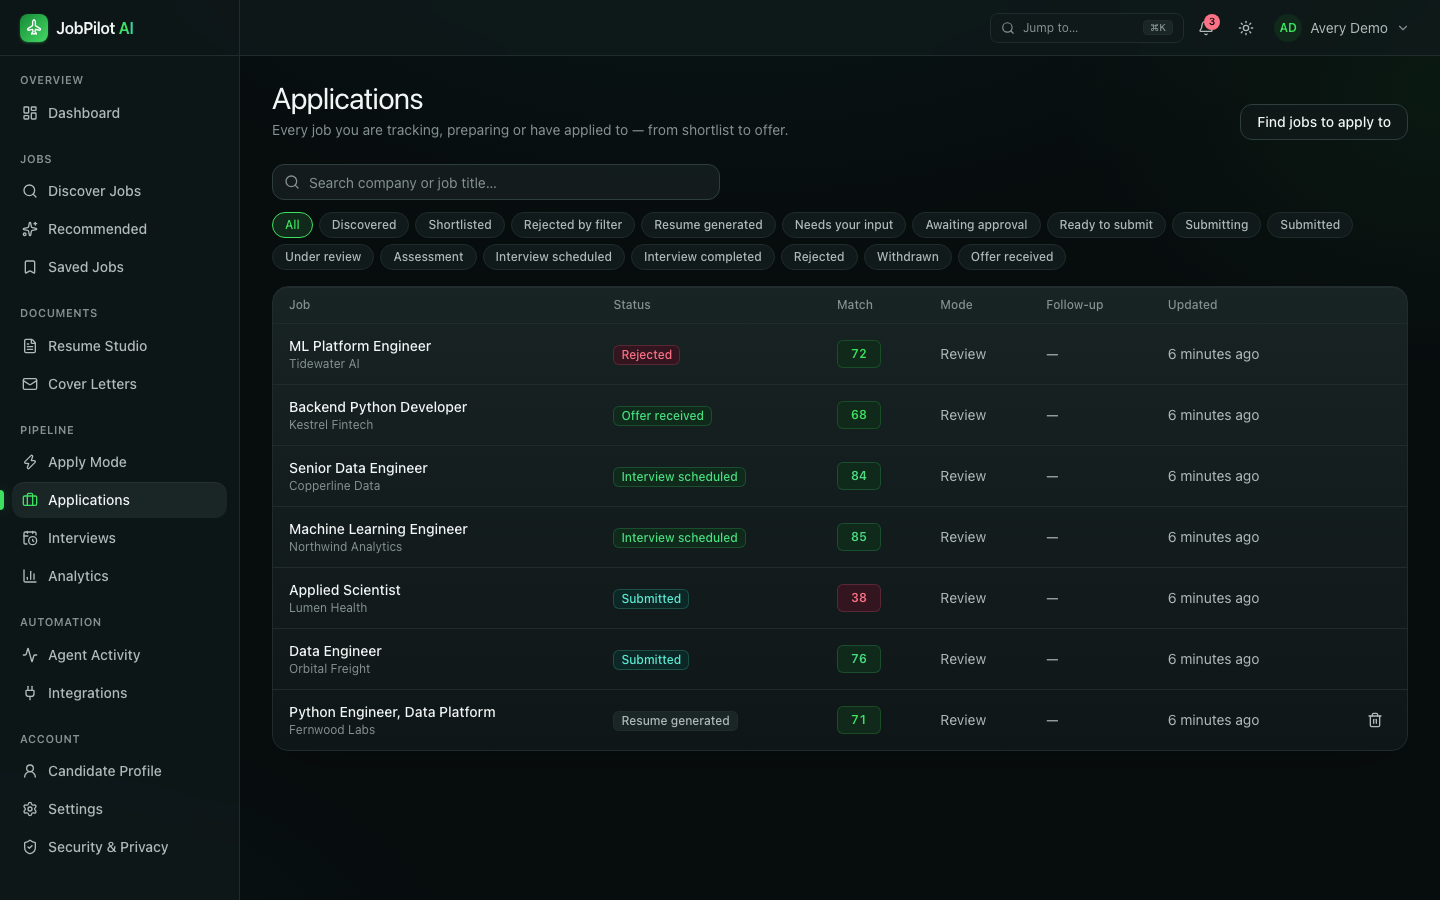 JobPilot AI
Jump to...
⌘K
3
AD
Avery Demo
OVERVIEW
Dashboard
JOBS
Discover Jobs
Recommended
Saved Jobs
DOCUMENTS
Resume Studio
Cover Letters
PIPELINE
Apply Mode
Applications
Interviews
Analytics
AUTOMATION
Agent Activity
Integrations
ACCOUNT
Candidate Profile
Settings
Security & Privacy
Applications
Every job you are tracking, preparing or have applied to — from shortlist to offer.
Find jobs to apply to
Search company or job title...
All Discovered Shortlisted Rejected by filter Resume generated Needs your input Awaiting approval Ready to submit Submitting Submitted
Under review Assessment Interview scheduled Interview completed Rejected Withdrawn Offer received
Job Status Match Mode Follow-up Updated
ML Platform Engineer
Tidewater AI
Rejected 72 Review — 6 minutes ago
Backend Python Developer
Kestrel Fintech
Offer received 68 Review — 6 minutes ago
Senior Data Engineer
Copperline Data
Interview scheduled 84 Review — 6 minutes ago
Machine Learning Engineer
Northwind Analytics
Interview scheduled 85 Review — 6 minutes ago
Applied Scientist
Lumen Health
Submitted 38 Review — 6 minutes ago
Data Engineer
Orbital Freight
Submitted 76 Review — 6 minutes ago
Python Engineer, Data Platform
Fernwood Labs
Resume generated 71 Review — 6 minutes ago